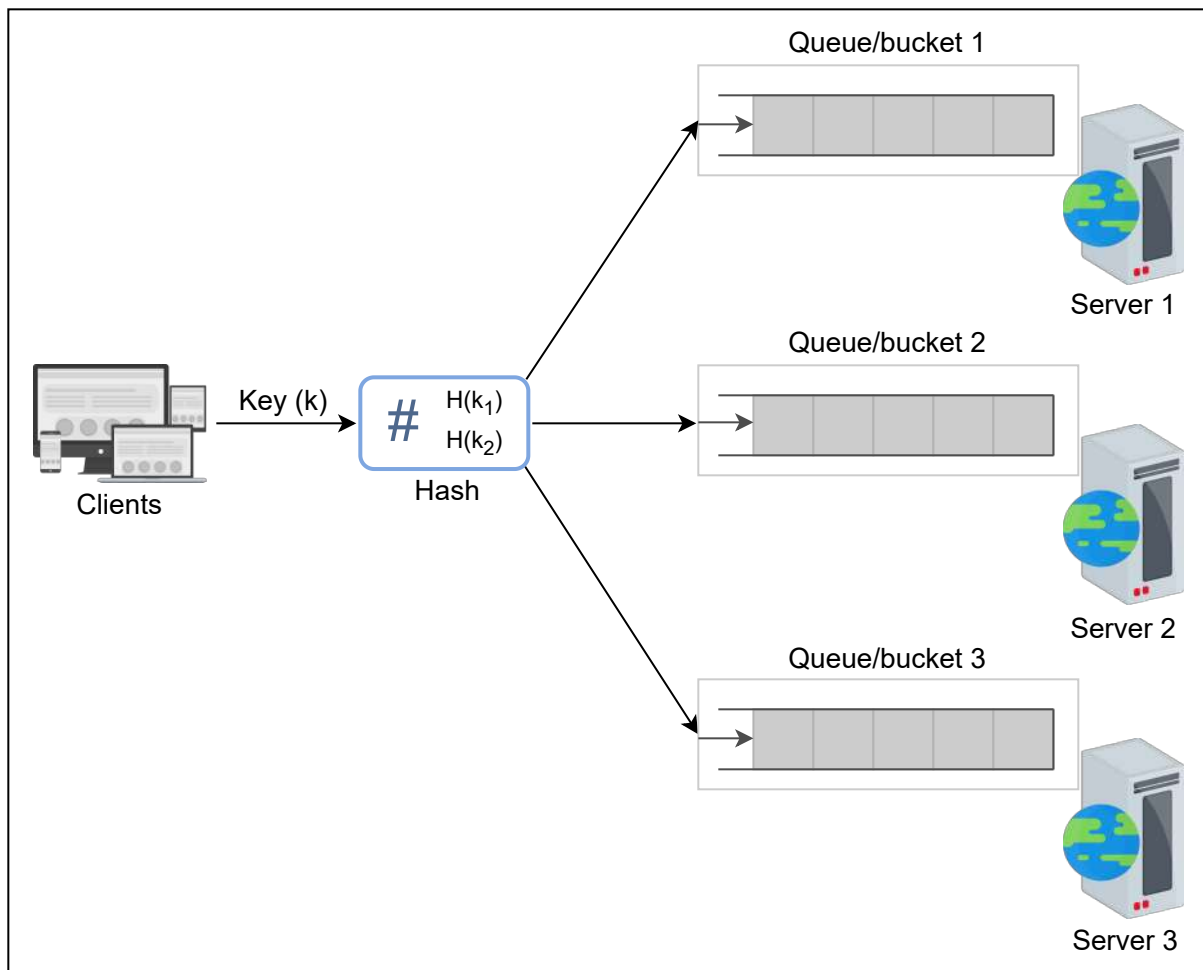 Queue/bucket 1
Server 1
Queue/bucket 2
Key (k)
#
H(k₁)
H(k₂)
Hash
Clients
Server 2
Queue/bucket 3
Server 3